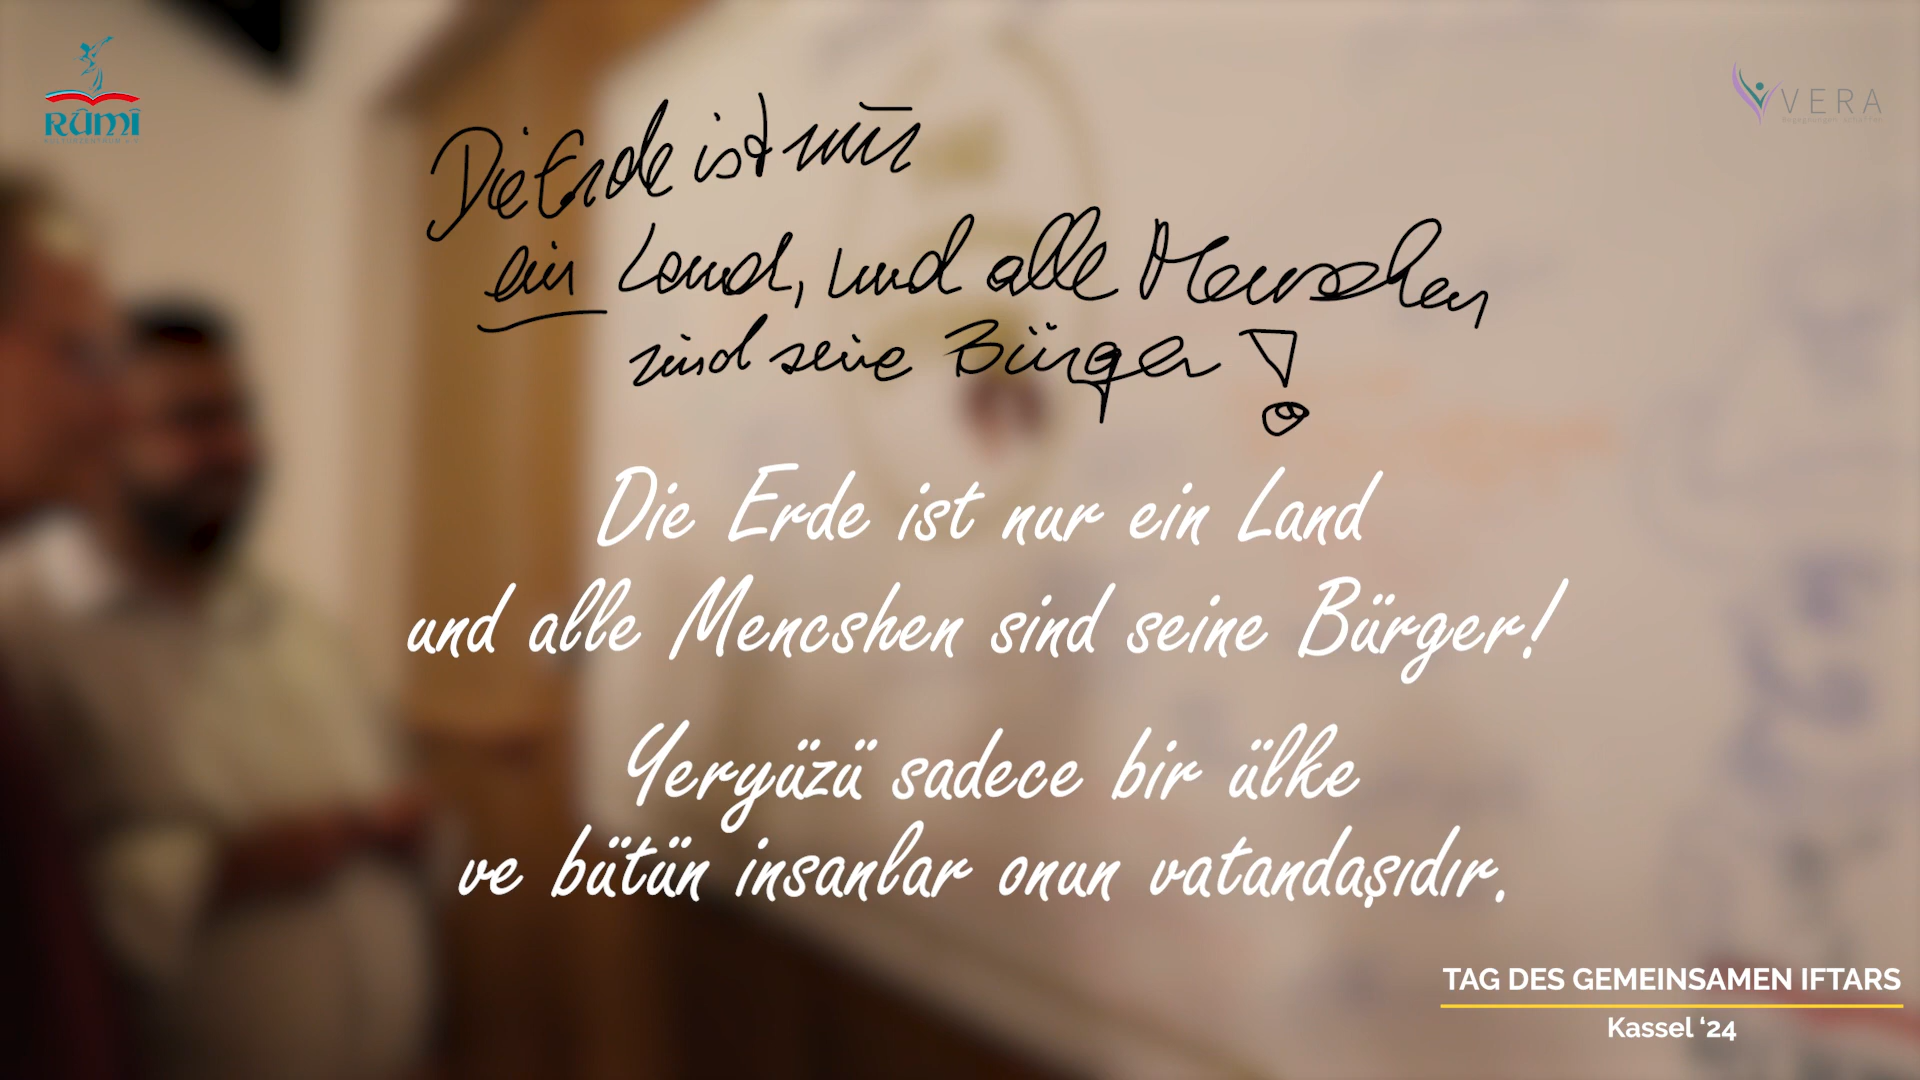 RUMI
VERA
Die Erde ist nur
ein Land, und alle Menschen
sind seine Bürger!
Die Erde ist nur ein Land
und alle Mencshen sind seine Bürger!
Yeryüzü sadece bir ülke
ve bütün insanlar onun vatandaşıdır.
TAG DES GEMEINSAMEN IFTARS
Kassel ‘24